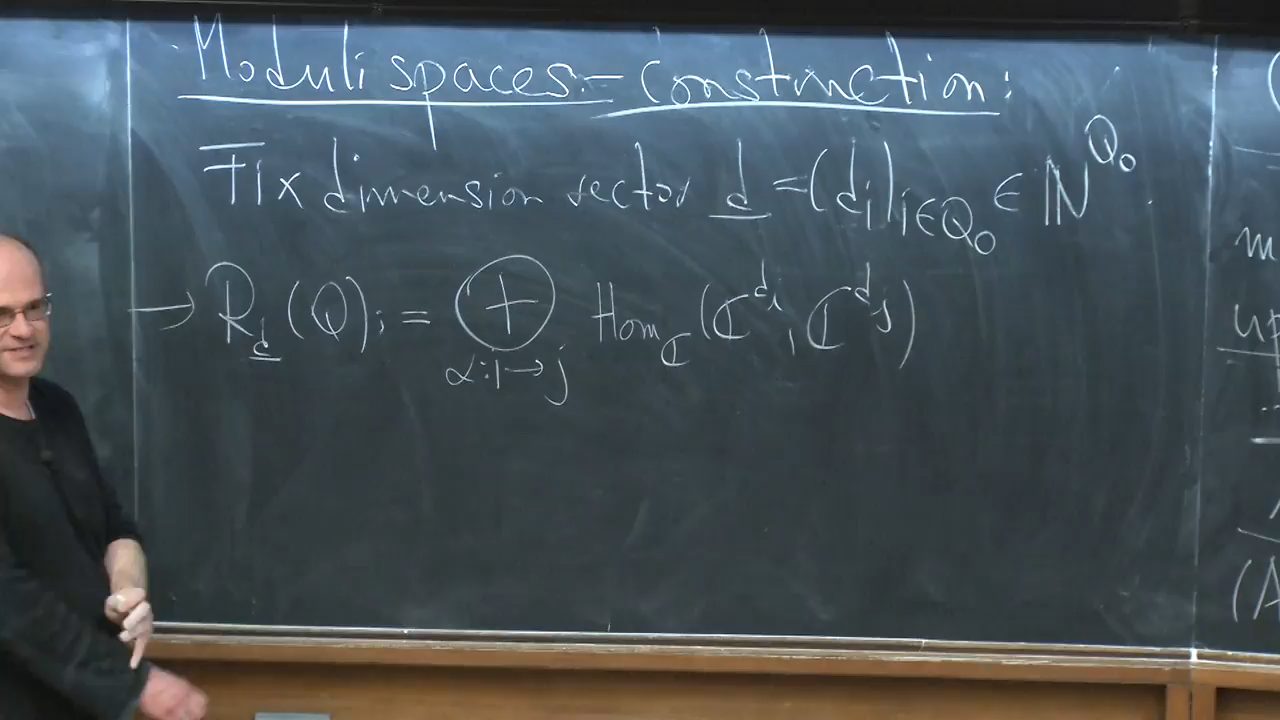 Moduli spaces - construction:
Fix dimension vector d = (d_i)_{i∈Q_0} ∈ ℕ^{Q_0}
→ R_d(Q) := ⊕_{α:i→j} Hom_ℂ(ℂ^{d_i}, ℂ^{d_j})